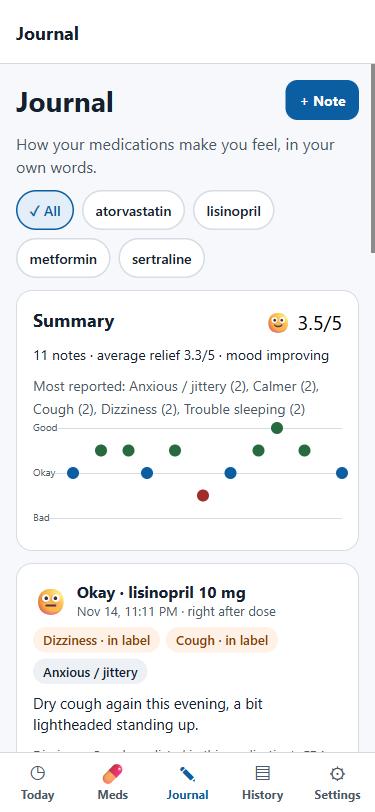 Journal
Journal
+ Note
How your medications make you feel, in your
own words.
✓ All
atorvastatin
lisinopril
metformin
sertraline
Summary
3.5/5
11 notes · average relief 3.3/5 · mood improving
Most reported: Anxious / jittery (2), Calmer (2),
Cough (2), Dizziness (2), Trouble sleeping (2)
Good
Okay
Bad
Okay · lisinopril 10 mg
Nov 14, 11:11 PM · right after dose
Dizziness · in label
Cough · in label
Anxious / jittery
Dry cough again this evening, a bit
lightheaded standing up.
Today
Meds
Journal
History
Settings